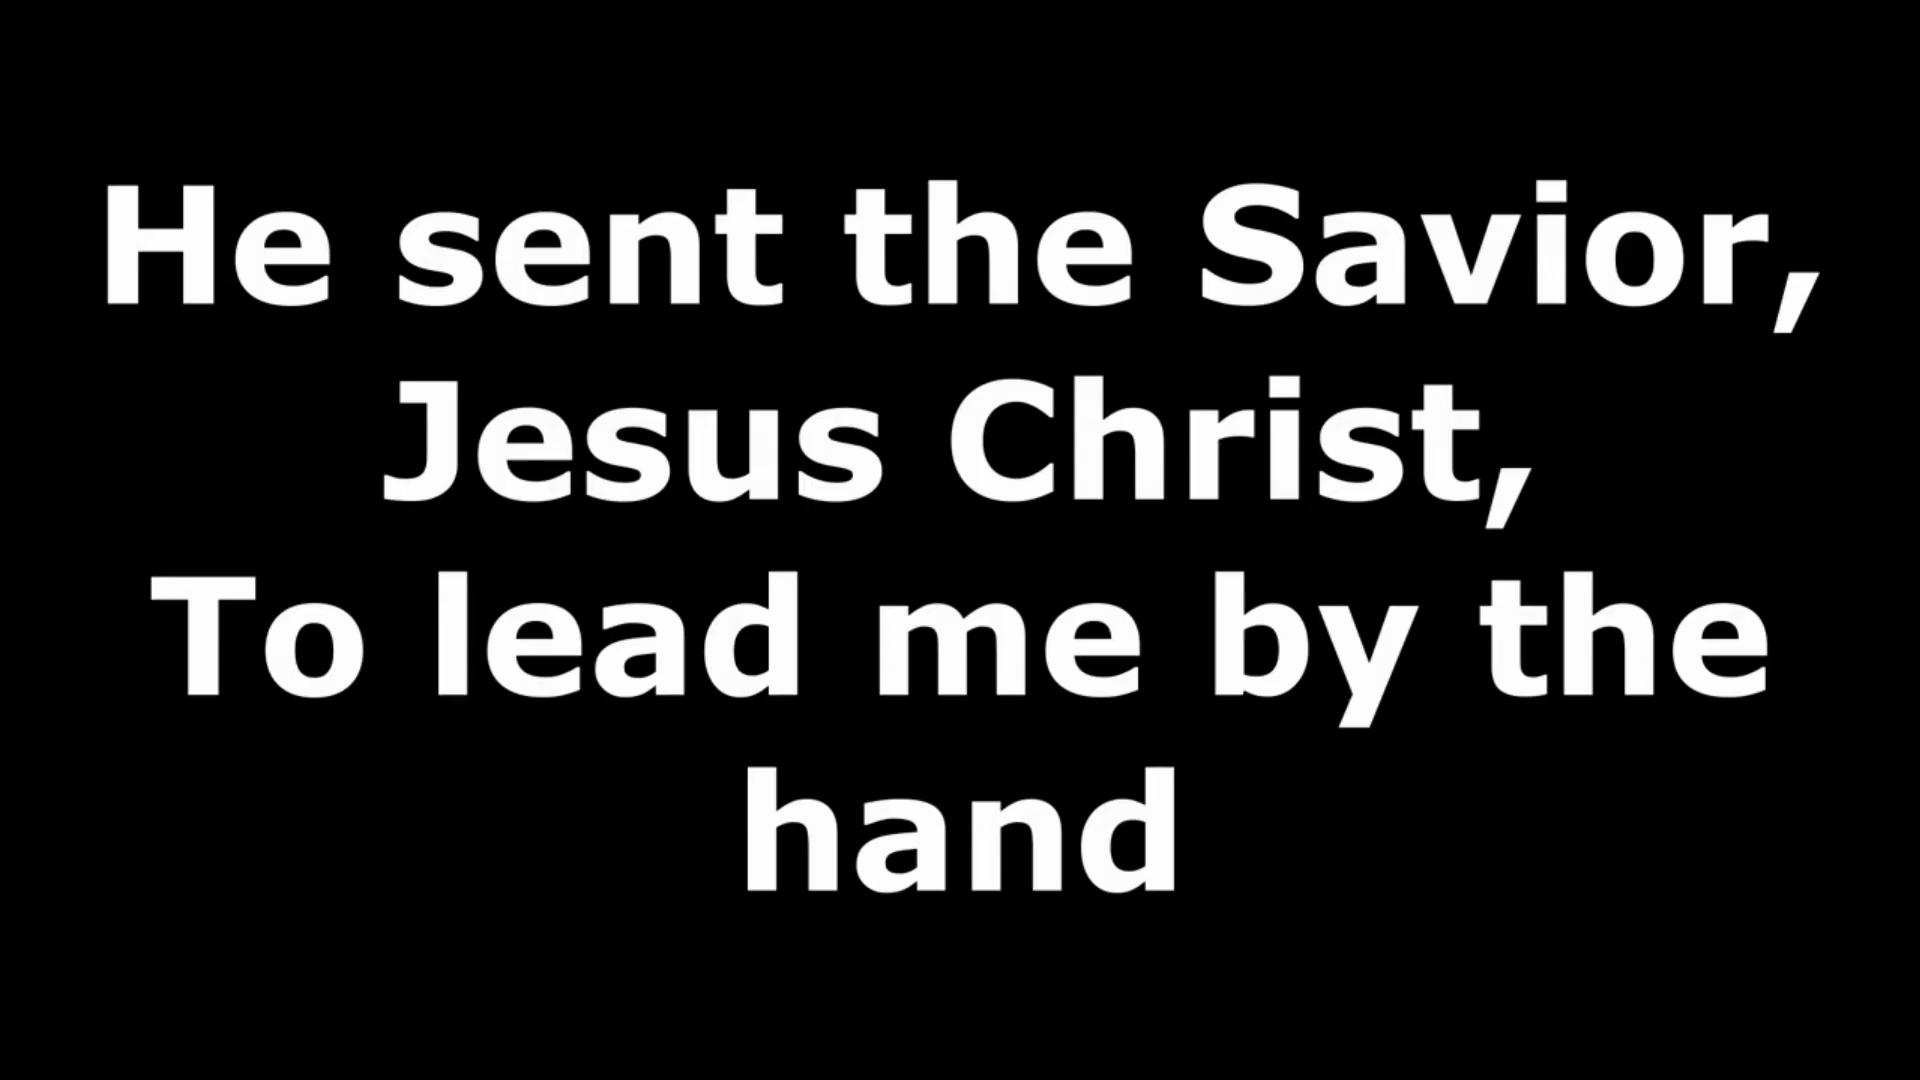 He sent the Savior,
Jesus Christ,
To lead me by the
hand